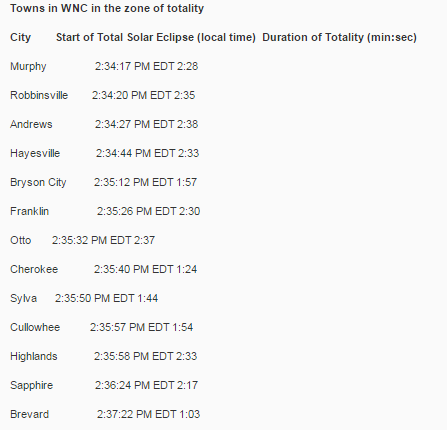 Towns in WNC in the zone of totality
City Start of Total Solar Eclipse (local time) Duration of Totality (min:sec)
Murphy 2:34:17 PM EDT 2:28
Robbinsville 2:34:20 PM EDT 2:35
Andrews 2:34:27 PM EDT 2:38
Hayesville 2:34:44 PM EDT 2:33
Bryson City 2:35:12 PM EDT 1:57
Franklin 2:35:26 PM EDT 2:30
Otto 2:35:32 PM EDT 2:37
Cherokee 2:35:40 PM EDT 1:24
Sylva 2:35:50 PM EDT 1:44
Cullowhee 2:35:57 PM EDT 1:54
Highlands 2:35:58 PM EDT 2:33
Sapphire 2:36:24 PM EDT 2:17
Brevard 2:37:22 PM EDT 1:03